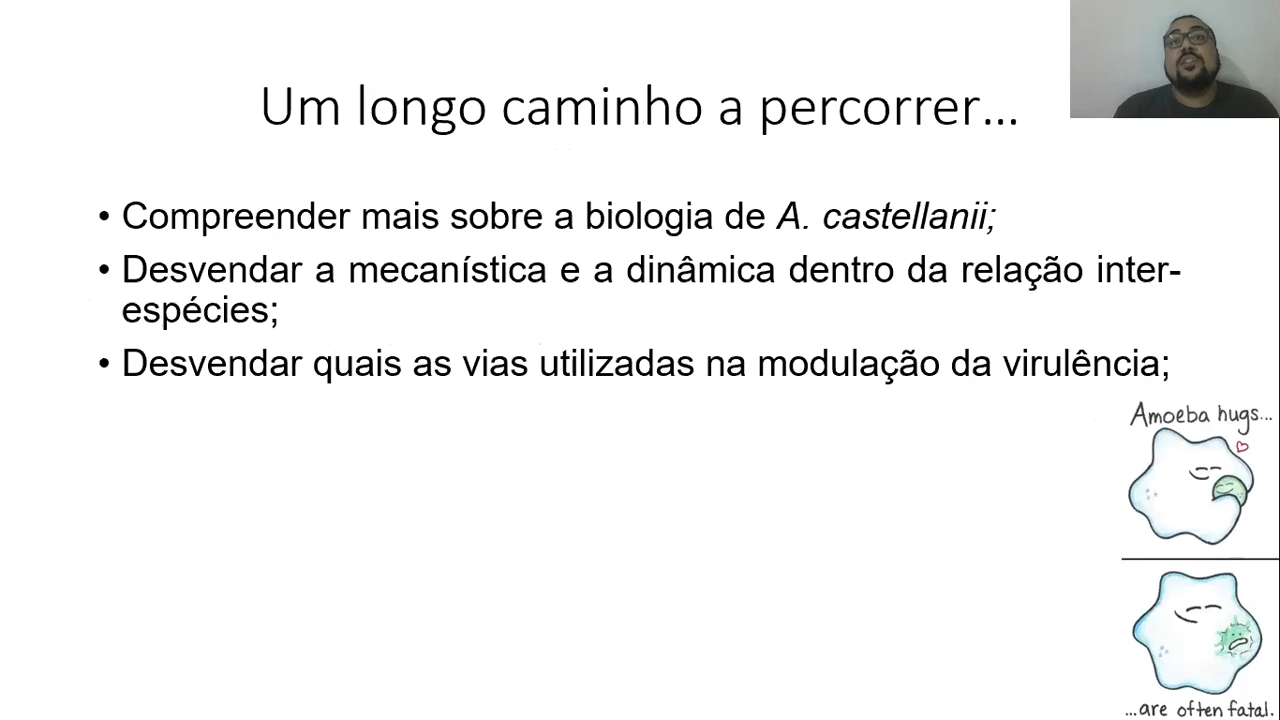 Um longo caminho a percorrer...
• Compreender mais sobre a biologia de A. castellanii;
• Desvendar a mecanística e a dinâmica dentro da relação inter-
espécies;
• Desvendar quais as vias utilizadas na modulação da virulência;
Amoeba hugs...
...are often fatal.